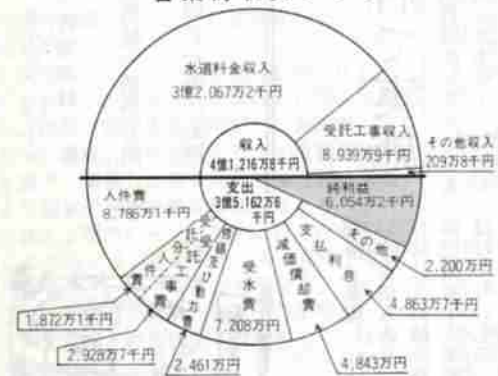 水道料金収入
3億2,067万2千円
受託工事収入
8,939万9千円
その他収入
209万8千円
収入
4億1,216万8千円
支出
3億5,162万6
千円
人件費
8,786万1千円
純利益
6,054万2千円
その他
2,200万円
支払利息
4,863万7千円
減価償却費
4,843万円
受水費
7,208万円
動力費
2,461万円
受託工事費
2,928万7千円
受託分人件費
1,872万1千円